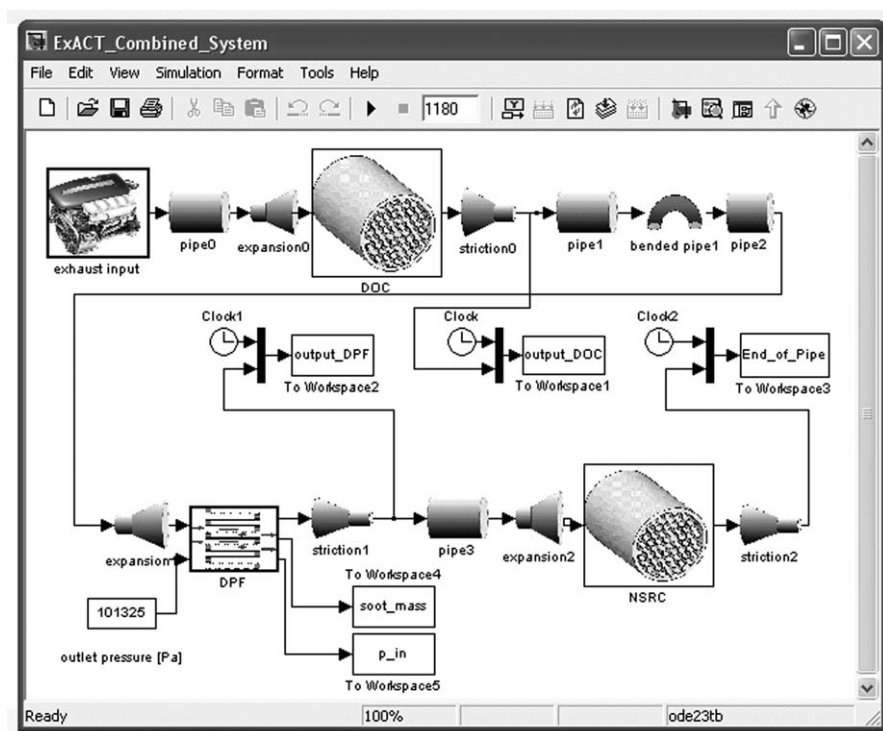 ExACT_Combined_System
File Edit View Simulation Format Tools Help
1180
exhaust input
pipe0
expansion0
DOC
striction0
pipe1
bended pipe1
pipe2
Clock1
output_DPF
To Workspace2
Clock
output_DOC
To Workspace1
Clock2
End_of_Pipe
To Workspace3
expansion
DPF
striction1
pipe3
expansion2
NSRC
striction2
101325
outlet pressure [Pa]
To Workspace4
soot_mass
p_in
To Workspace5
Ready 100% ode23tb